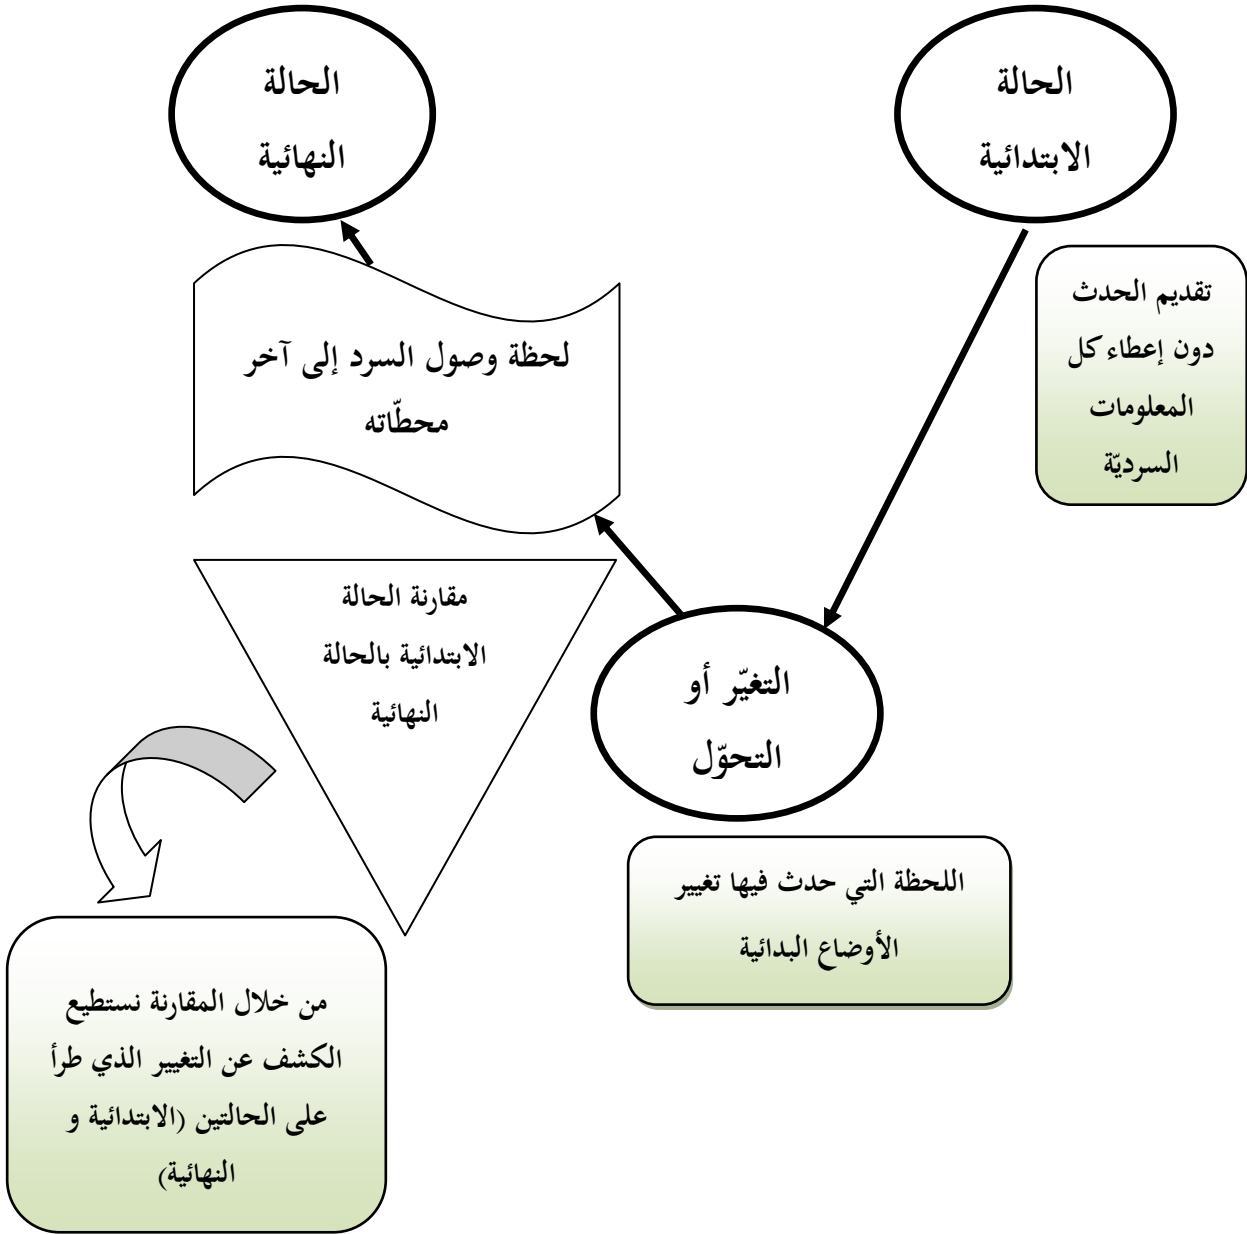 الحالة
الابتدائية
الحالة
النهائية
تقديم الحدث
دون إعطاء كل
المعلومات
السرديّة
لحظة وصول السرد إلى آخر
محطّاته
التغيّر أو
التحوّل
مقارنة الحالة
الابتدائية بالحالة
النهائية
اللحظة التي حدث فيها تغيير
الأوضاع البدائية
من خلال المقارنة نستطيع
الكشف عن التغيير الذي طرأ
على الحالتين (الابتدائية و
النهائية)